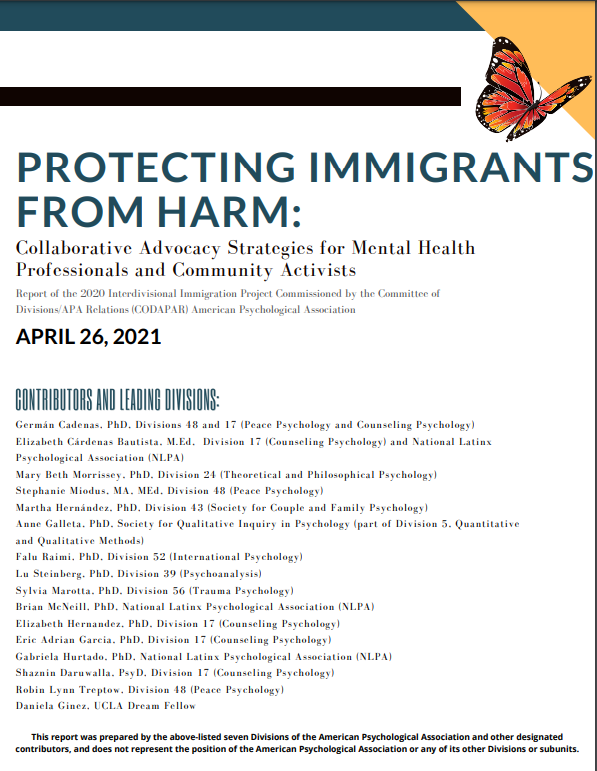 PROTECTING IMMIGRANTS
FROM HARM:
Collaborative Advocacy Strategies for Mental Health
Professionals and Community Activists
Report of the 2020 Interdivisional Immigration Project Commissioned by the Committee of
Divisions/APA Relations (CODAPAR) American Psychological Association
APRIL 26, 2021
CONTRIBUTORS AND LEADING DIVISIONS:
Germán Cadenas, PhD, Divisions 48 and 17 (Peace Psychology and Counseling Psychology)
Elizabeth Cárdenas Bautista, M.Ed, Division 17 (Counseling Psychology) and National Latinx
Psychological Association (NLPA)
Mary Beth Morrissey, PhD, Division 24 (Theoretical and Philosophical Psychology)
Stephanie Miodus, MA, MEd, Division 48 (Peace Psychology)
Martha Hernández, PhD, Division 43 (Society for Couple and Family Psychology)
Anne Galleta, PhD, Society for Qualitative Inquiry in Psychology (part of Division 5, Quantitative
and Qualitative Methods)
Falu Raimi, PhD, Division 52 (International Psychology)
Lu Steinberg, PhD, Division 39 (Psychoanalysis)
Sylvia Marotta, PhD, Division 56 (Trauma Psychology)
Brian McNeill, PhD, National Latinx Psychological Association (NLPA)
Elizabeth Hernandez, PhD, Division 17 (Counseling Psychology)
Eric Adrian Garcia, PhD, Division 17 (Counseling Psychology)
Gabriela Hurtado, PhD, National Latinx Psychological Association (NLPA)
Shaznin Daruwalla, PsyD, Division 17 (Counseling Psychology)
Robin Lynn Treptow, Division 48 (Peace Psychology)
Daniela Ginez, UCLA Dream Fellow
This report was prepared by the above-listed seven Divisions of the American Psychological Association and other designated
contributors, and does not represent the position of the American Psychological Association or any of its other Divisions or subunits.